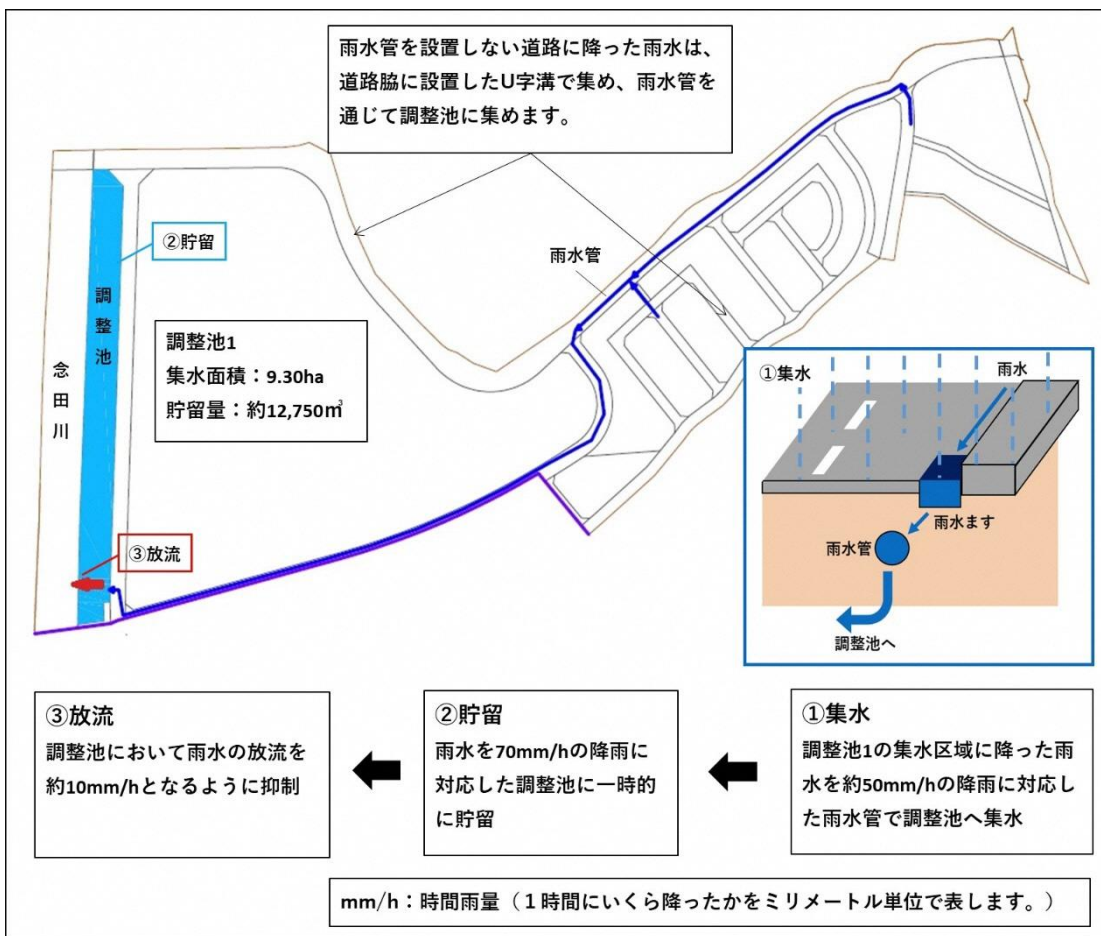 雨水管を設置しない道路に降った雨水は、
道路脇に設置したU字溝で集め、雨水管を
通じて調整池に集めます。
②貯留
調整池
念田川
雨水管
調整池1
集水面積：9.30ha
貯留量：約12,750㎥
③放流
①集水
雨水
雨水ます
雨水管
調整池へ
③放流
調整池において雨水の放流を
約10mm/hとなるように抑制
②貯留
雨水を70mm/hの降雨に
対応した調整池に一時的
に貯留
①集水
調整池1の集水区域に降った雨
水を約50mm/hの降雨に対応し
た雨水管で調整池へ集水
mm/h：時間雨量（１時間にいくら降ったかをミリメートル単位で表します。）